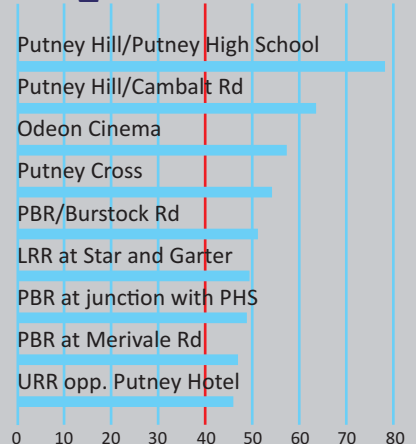 Putney Hill/Putney High School
Putney Hill/Cambalt Rd
Odeon Cinema
Putney Cross
PBR/Burstock Rd
LRR at Star and Garter
PBR at junction with PHS
PBR at Merivale Rd
URR opp. Putney Hotel
0 10 20 30 40 50 60 70 80